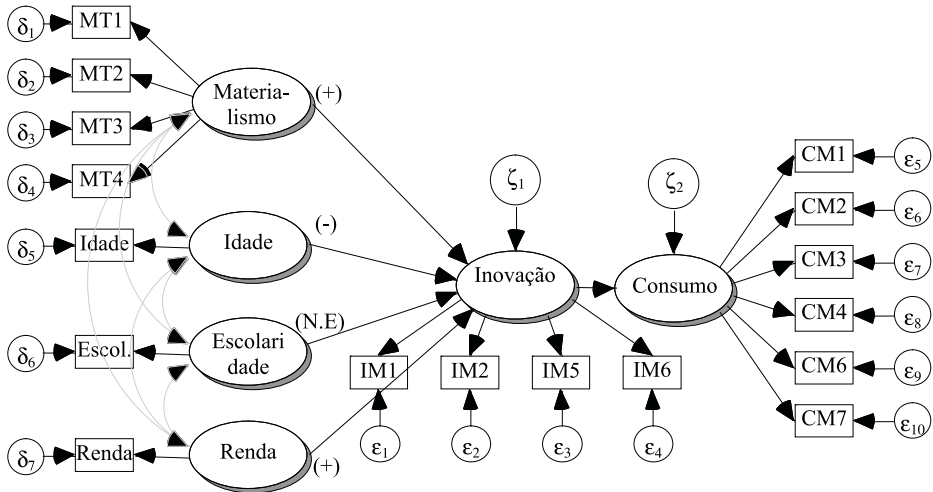 δ1
MT1
δ2
MT2
δ3
MT3
δ4
MT4
Materia-
lismo
(+)
δ5
Idade
Idade
(-)
δ6
Escol.
Escolari
dade
(N.E)
δ7
Renda
Renda
(+)
ζ1
Inovação
ζ2
Consumo
IM1
IM2
IM5
IM6
ε1
ε2
ε3
ε4
CM1
ε5
CM2
ε6
CM3
ε7
CM4
ε8
CM6
ε9
CM7
ε10